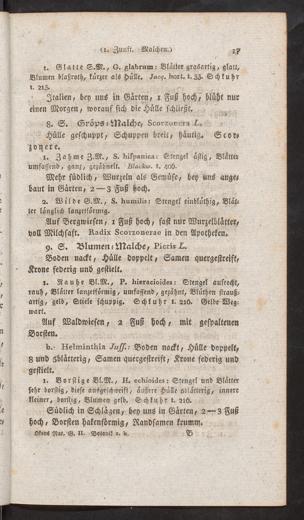 (1. Zunft. Malchen.) 17
1. Glatte S.M., G. glabrum: Blätter grasartig, glatt,
Blumen blaßroth, kürzer als Hülle. Jacq. hort. t. 33. Schkuhr
t. 215.
Italien, bey uns in Gärten, 1 Fuß hoch, blüht nur
einen Morgen, worauf sich die Hülle schließt.
8. S. Gröps-Malche, Scorzonera L.
Hülle geschuppt, Schuppen breit, häutig. Scor-
zonere.
1. Zahme G.M., S. hispanica: Stengel ästig, Blätter
umfassend, ganz, gezähnelt. Blackw. t. 406.
Mehr südlich, Wurzeln als Gemüse, bey uns ange-
baut in Gärten, 2—3 Fuß hoch.
2. Wilde G.M., S. humilis: Stengel einblüthig, Blät-
ter länglich lanzetförmig.
Auf Bergwiesen, 1 Fuß hoch, fast nur Wurzelblätter,
voll Milchsaft. Radix Scorzonerae in den Apotheken.
9. S. Blumen-Malche, Picris L.
Boden nackt, Hülle doppelt, Samen quergestreift,
Krone federig und gestielt.
1. Rauhe Bl.M., P. hieracioides: Stengel aufrecht,
rauh, Blätter lanzetförmig, umfassend, gezähnt, Blüthen strauß-
artig, gelb, Stiele schuppig. Schkuhr t. 216. Gelbe Weg-
wart.
Auf Waldwiesen, 2 Fuß hoch, mit gespaltenen
Borsten.
b. Helminthia Juss.: Boden nackt, Hülle doppelt,
8 und 5blätterig, Samen quergestreift, Krone federig und
gestielt.
1. Borstige Bl.M., H. echioides: Stengel und Blätter
sehr borstig, diese ausgeschweift, äußere Hülle 5blätterig, innere
kleiner, borstig, Blumen gelb. Schkuhr t. 216.
Südlich in Schlägen, bey uns in Gärten, 2—3 Fuß
hoch, Borsten hakenförmig, Randsamen krumm.
Okens Nat. G. II. Botanik 2. 2. B